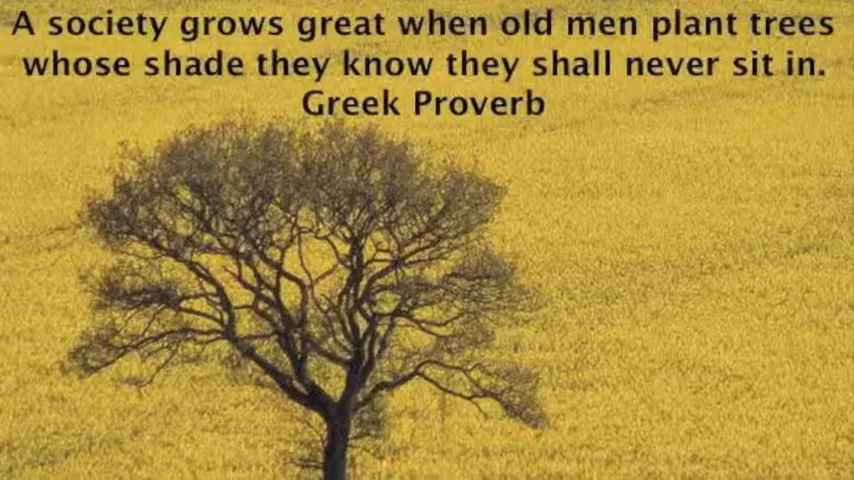 A society grows great when old men plant trees
whose shade they know they shall never sit in.
Greek Proverb